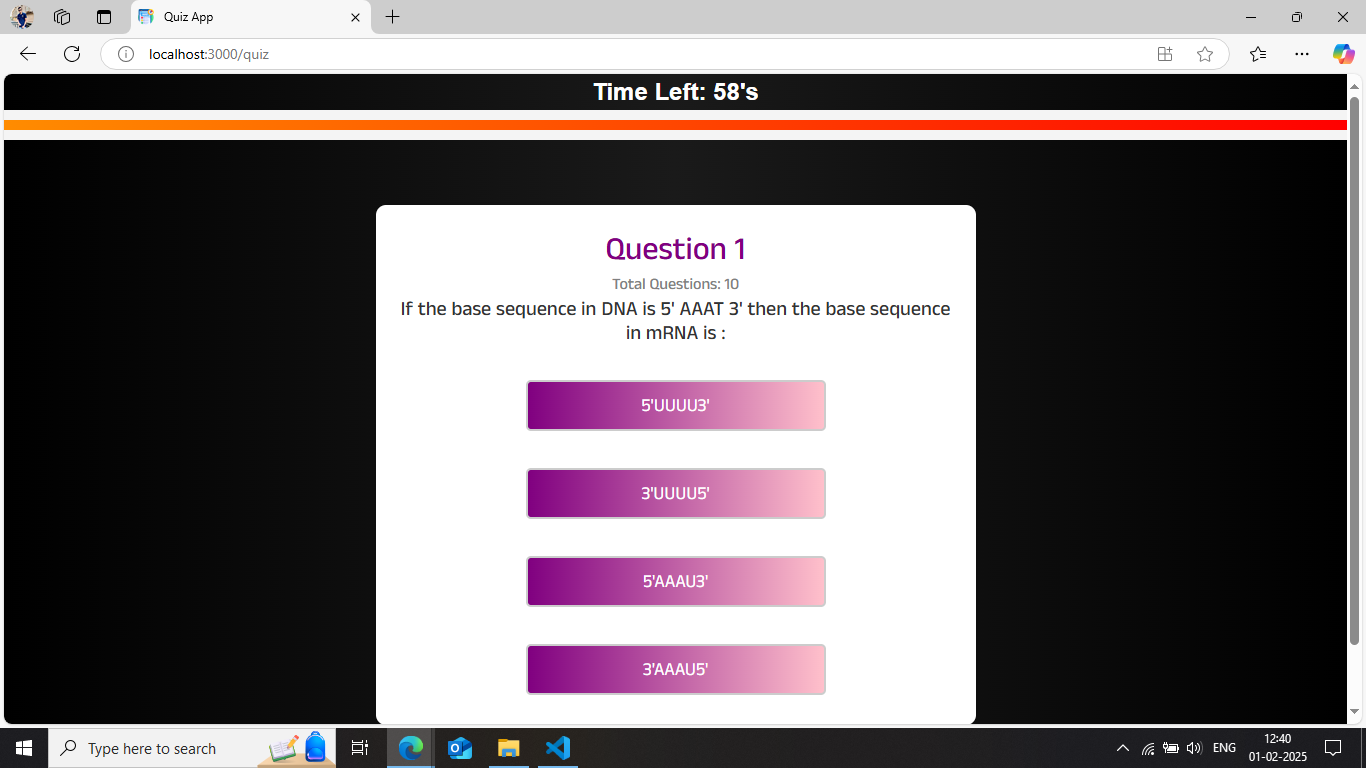 Quiz App
localhost:3000/quiz
Time Left: 58's
Question 1
Total Questions: 10
If the base sequence in DNA is 5' AAAT 3' then the base sequence
in mRNA is :
5'UUUU3'
3'UUUU5'
5'AAAU3'
3'AAAU5'
Type here to search
ENG
12:40
01-02-2025